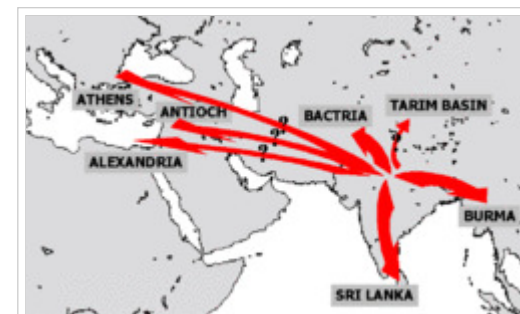 ATHENS
ANTIOCH
BACTRIA
TARIM BASIN
ALEXANDRIA
?
?
?
?
BURMA
SRI LANKA